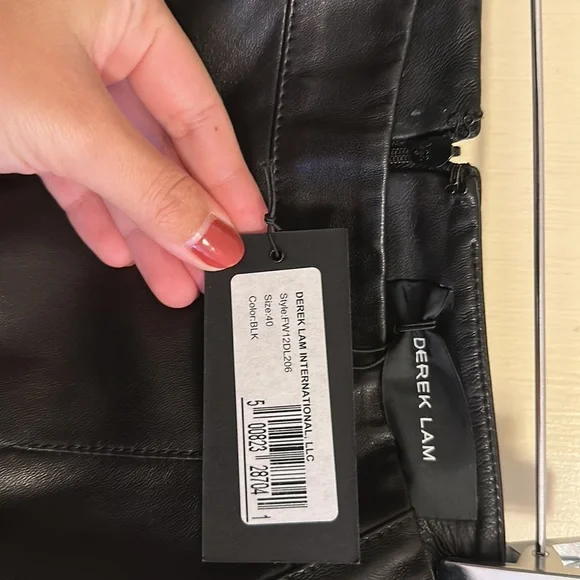 DEREK LAM INTERNATIONAL, LLC
Style:FW12DL206
Size:40
Color:BLK
5 00823 28704 1
DEREK LAM